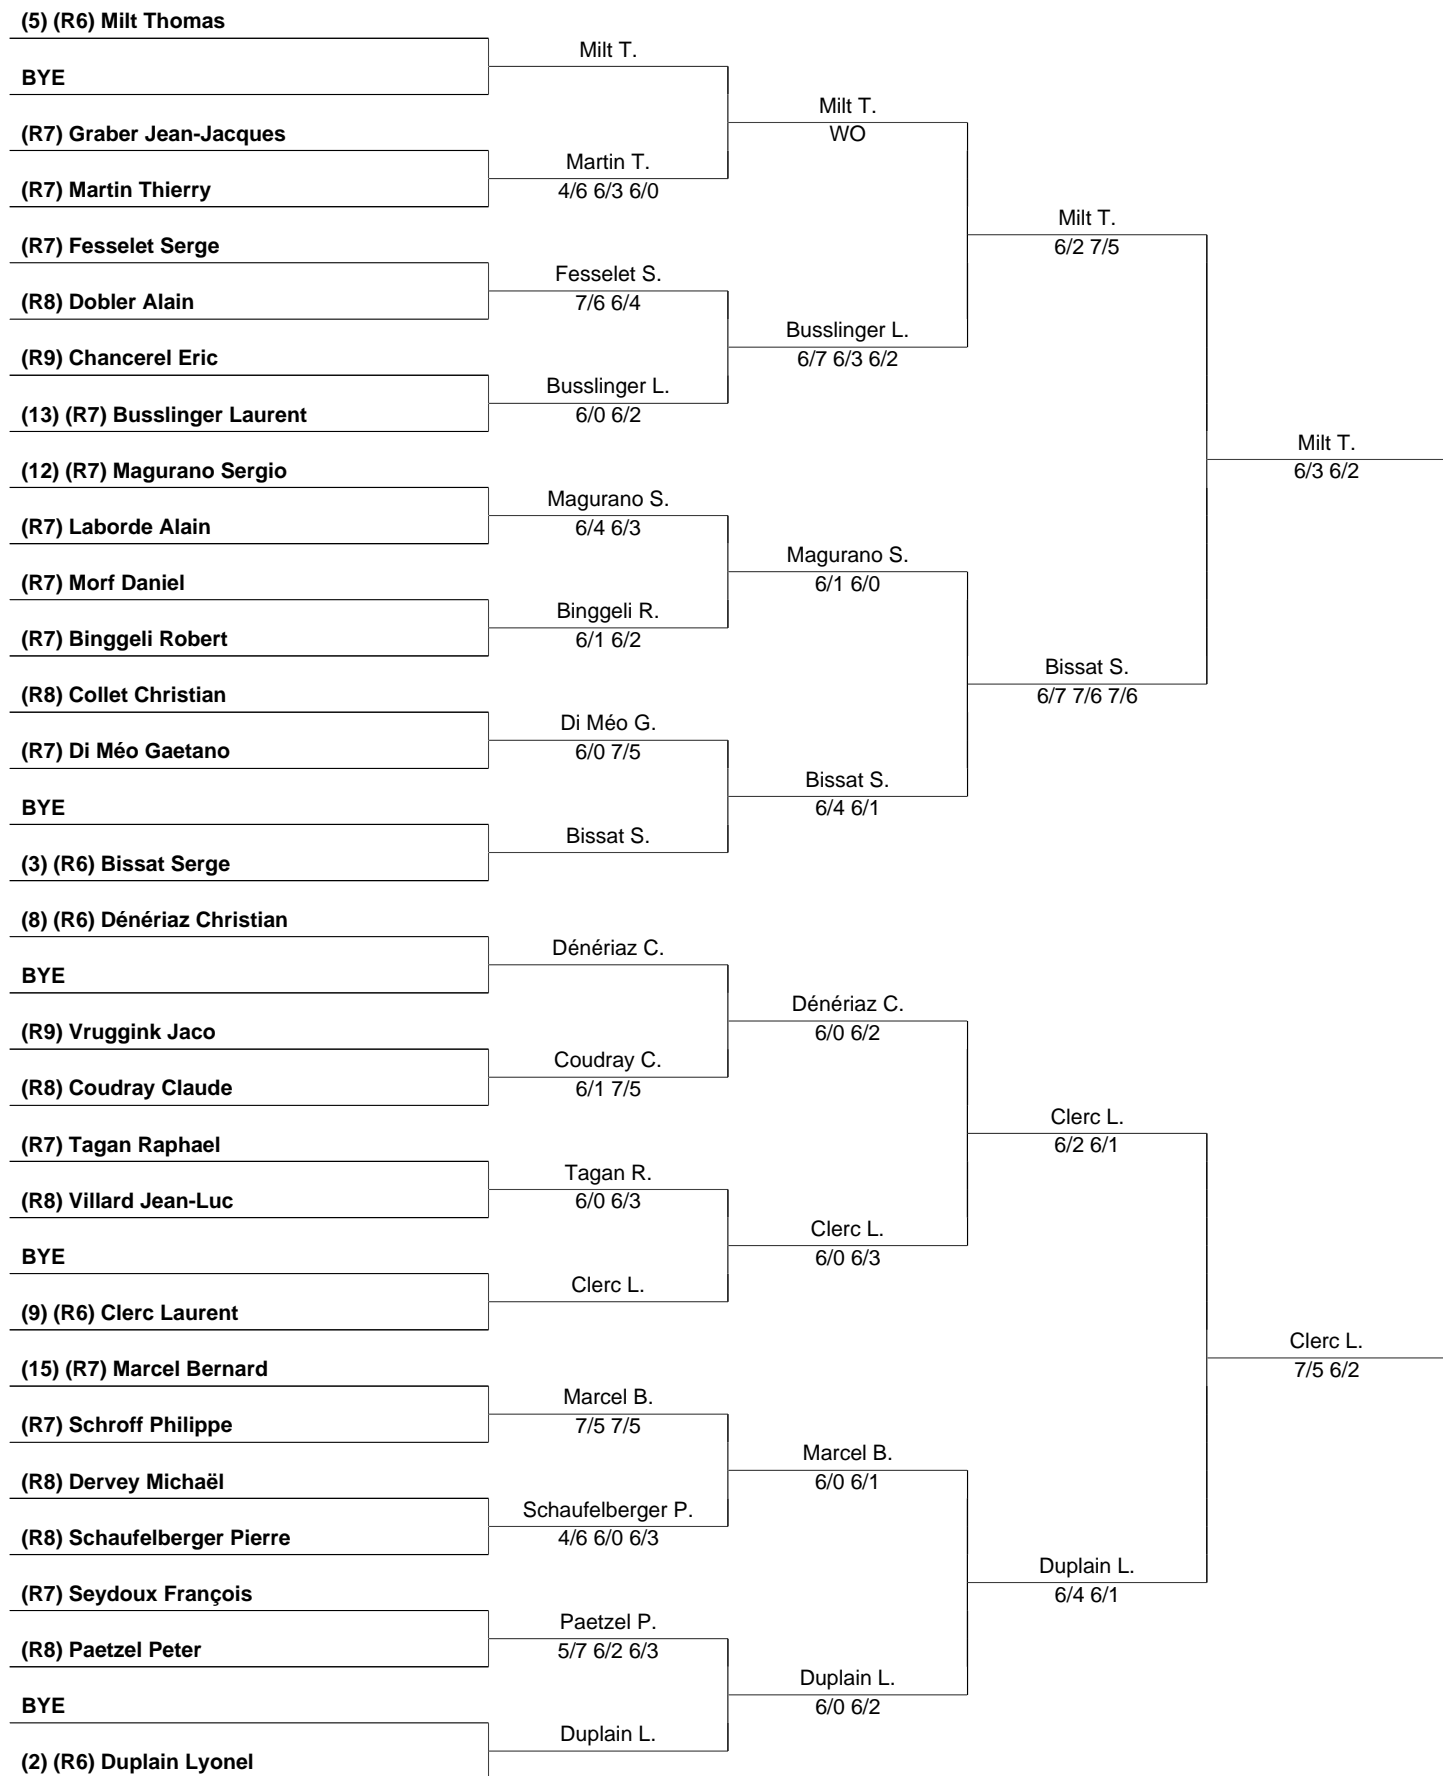 (5) (R6) Milt Thomas
BYE
(R7) Graber Jean-Jacques
(R7) Martin Thierry
(R7) Fesselet Serge
(R8) Dobler Alain
(R9) Chancerel Eric
(13) (R7) Busslinger Laurent
(12) (R7) Magurano Sergio
(R7) Laborde Alain
(R7) Morf Daniel
(R7) Binggeli Robert
(R8) Collet Christian
(R7) Di Méo Gaetano
BYE
(3) (R6) Bissat Serge
(8) (R6) Dénériaz Christian
BYE
(R9) Vruggink Jaco
(R8) Coudray Claude
(R7) Tagan Raphael
(R8) Villard Jean-Luc
BYE
(9) (R6) Clerc Laurent
(15) (R7) Marcel Bernard
(R7) Schroff Philippe
(R8) Dervey Michaël
(R8) Schaufelberger Pierre
(R7) Seydoux François
(R8) Paetzel Peter
BYE
(2) (R6) Duplain Lyonel
Milt T.
Martin T.
4/6 6/3 6/0
Fesselet S.
7/6 6/4
Busslinger L.
6/0 6/2
Magurano S.
6/4 6/3
Binggeli R.
6/1 6/2
Di Méo G.
6/0 7/5
Bissat S.
Dénériaz C.
Coudray C.
6/1 7/5
Tagan R.
6/0 6/3
Clerc L.
Marcel B.
7/5 7/5
Schaufelberger P.
4/6 6/0 6/3
Paetzel P.
5/7 6/2 6/3
Duplain L.
Milt T.
WO
Busslinger L.
6/7 6/3 6/2
Magurano S.
6/1 6/0
Bissat S.
6/4 6/1
Dénériaz C.
6/0 6/2
Clerc L.
6/0 6/3
Marcel B.
6/0 6/1
Duplain L.
6/0 6/2
Milt T.
6/2 7/5
Bissat S.
6/7 7/6 7/6
Clerc L.
6/2 6/1
Duplain L.
6/4 6/1
Milt T.
6/3 6/2
Clerc L.
7/5 6/2